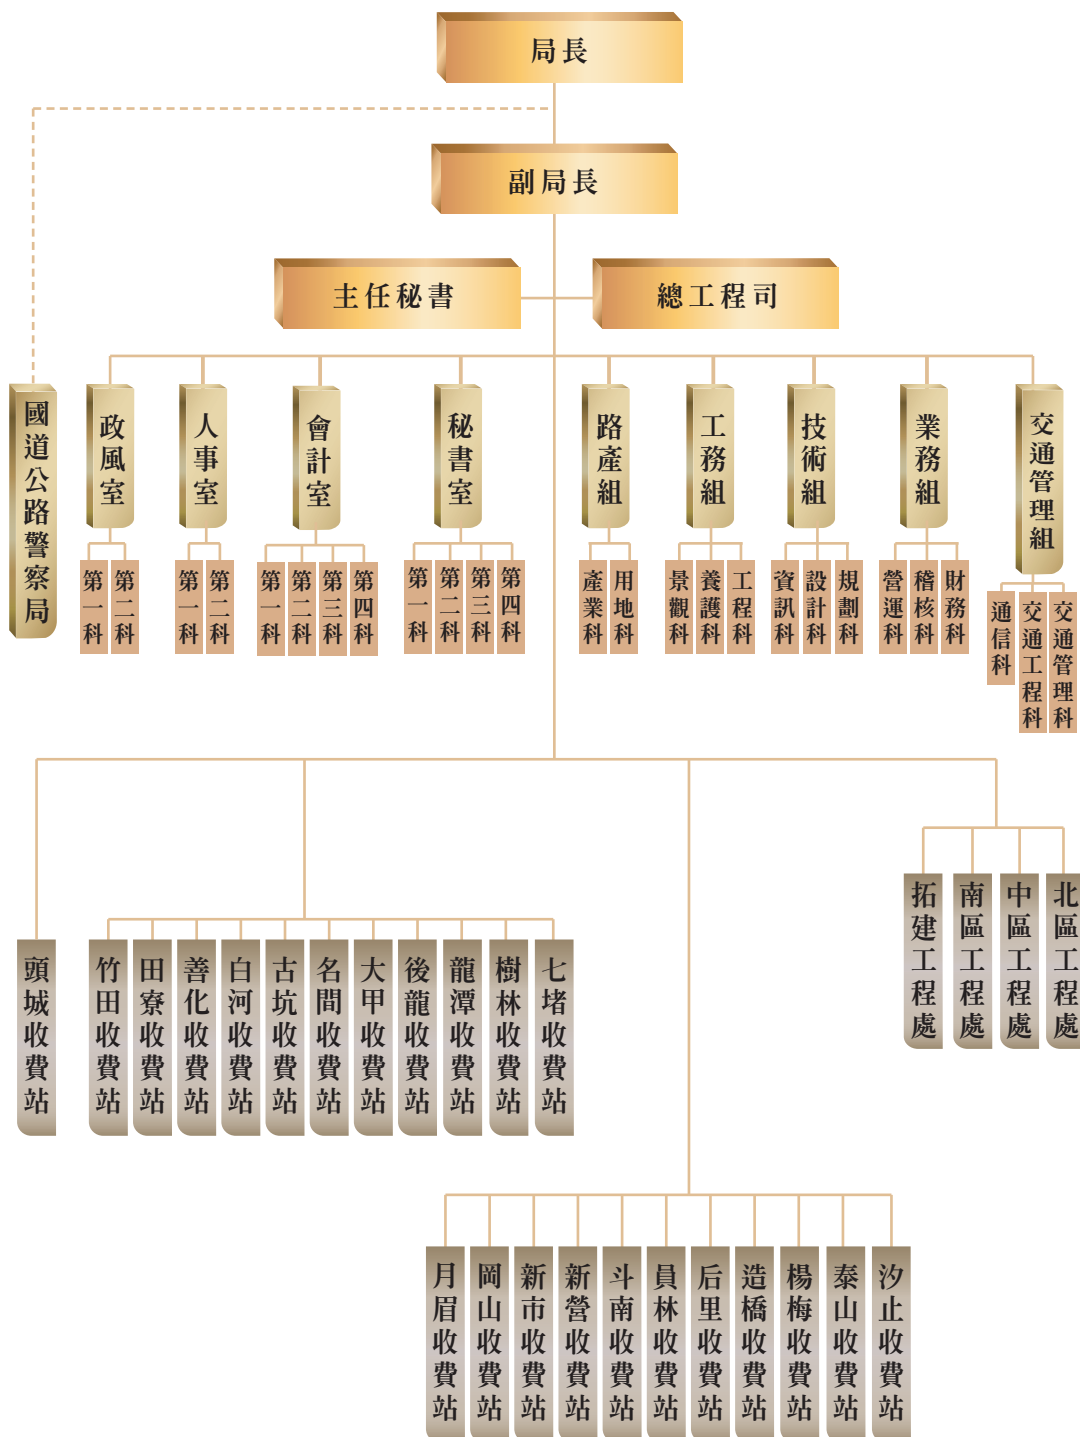 局長
副局長
主任秘書
總工程司
國道公路警察局
政風室
人事室
會計室
秘書室
路產組
工務組
技術組
業務組
交通管理組
第一科
第二科
第一科
第二科
第一科
第二科
第三科
第四科
第一科
第二科
第三科
第四科
產業科
用地科
景觀科
養護科
工程科
資訊科
設計科
規劃科
營運科
稽核科
財務科
通信科
交通工程科
交通管理科
拓建工程處
南區工程處
中區工程處
北區工程處
頭城收費站
竹田收費站
田寮收費站
善化收費站
白河收費站
古坑收費站
名間收費站
大甲收費站
後龍收費站
龍潭收費站
樹林收費站
七堵收費站
月眉收費站
岡山收費站
新市收費站
新營收費站
斗南收費站
員林收費站
后里收費站
造橋收費站
楊梅收費站
泰山收費站
汐止收費站